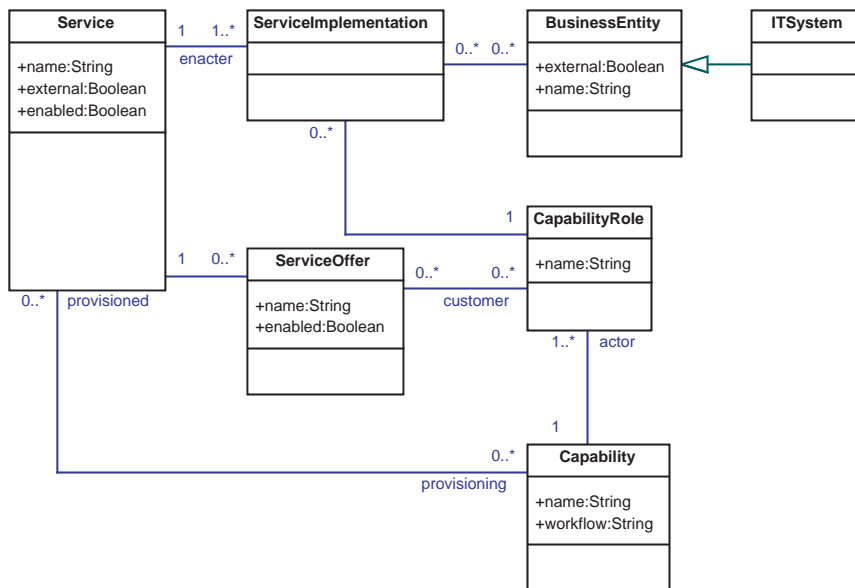 Service
+name:String
+external:Boolean
+enabled:Boolean
1 1..*
enacter
ServiceImplementation
0..* 0..*
BusinessEntity
+external:Boolean
+name:String
ITSystem
0..*
1
CapabilityRole
+name:String
1 0..*
ServiceOffer
+name:String
+enabled:Boolean
0..* 0..*
customer
0..* provisioned
1..* actor
1
0..*
provisioning
Capability
+name:String
+workflow:String